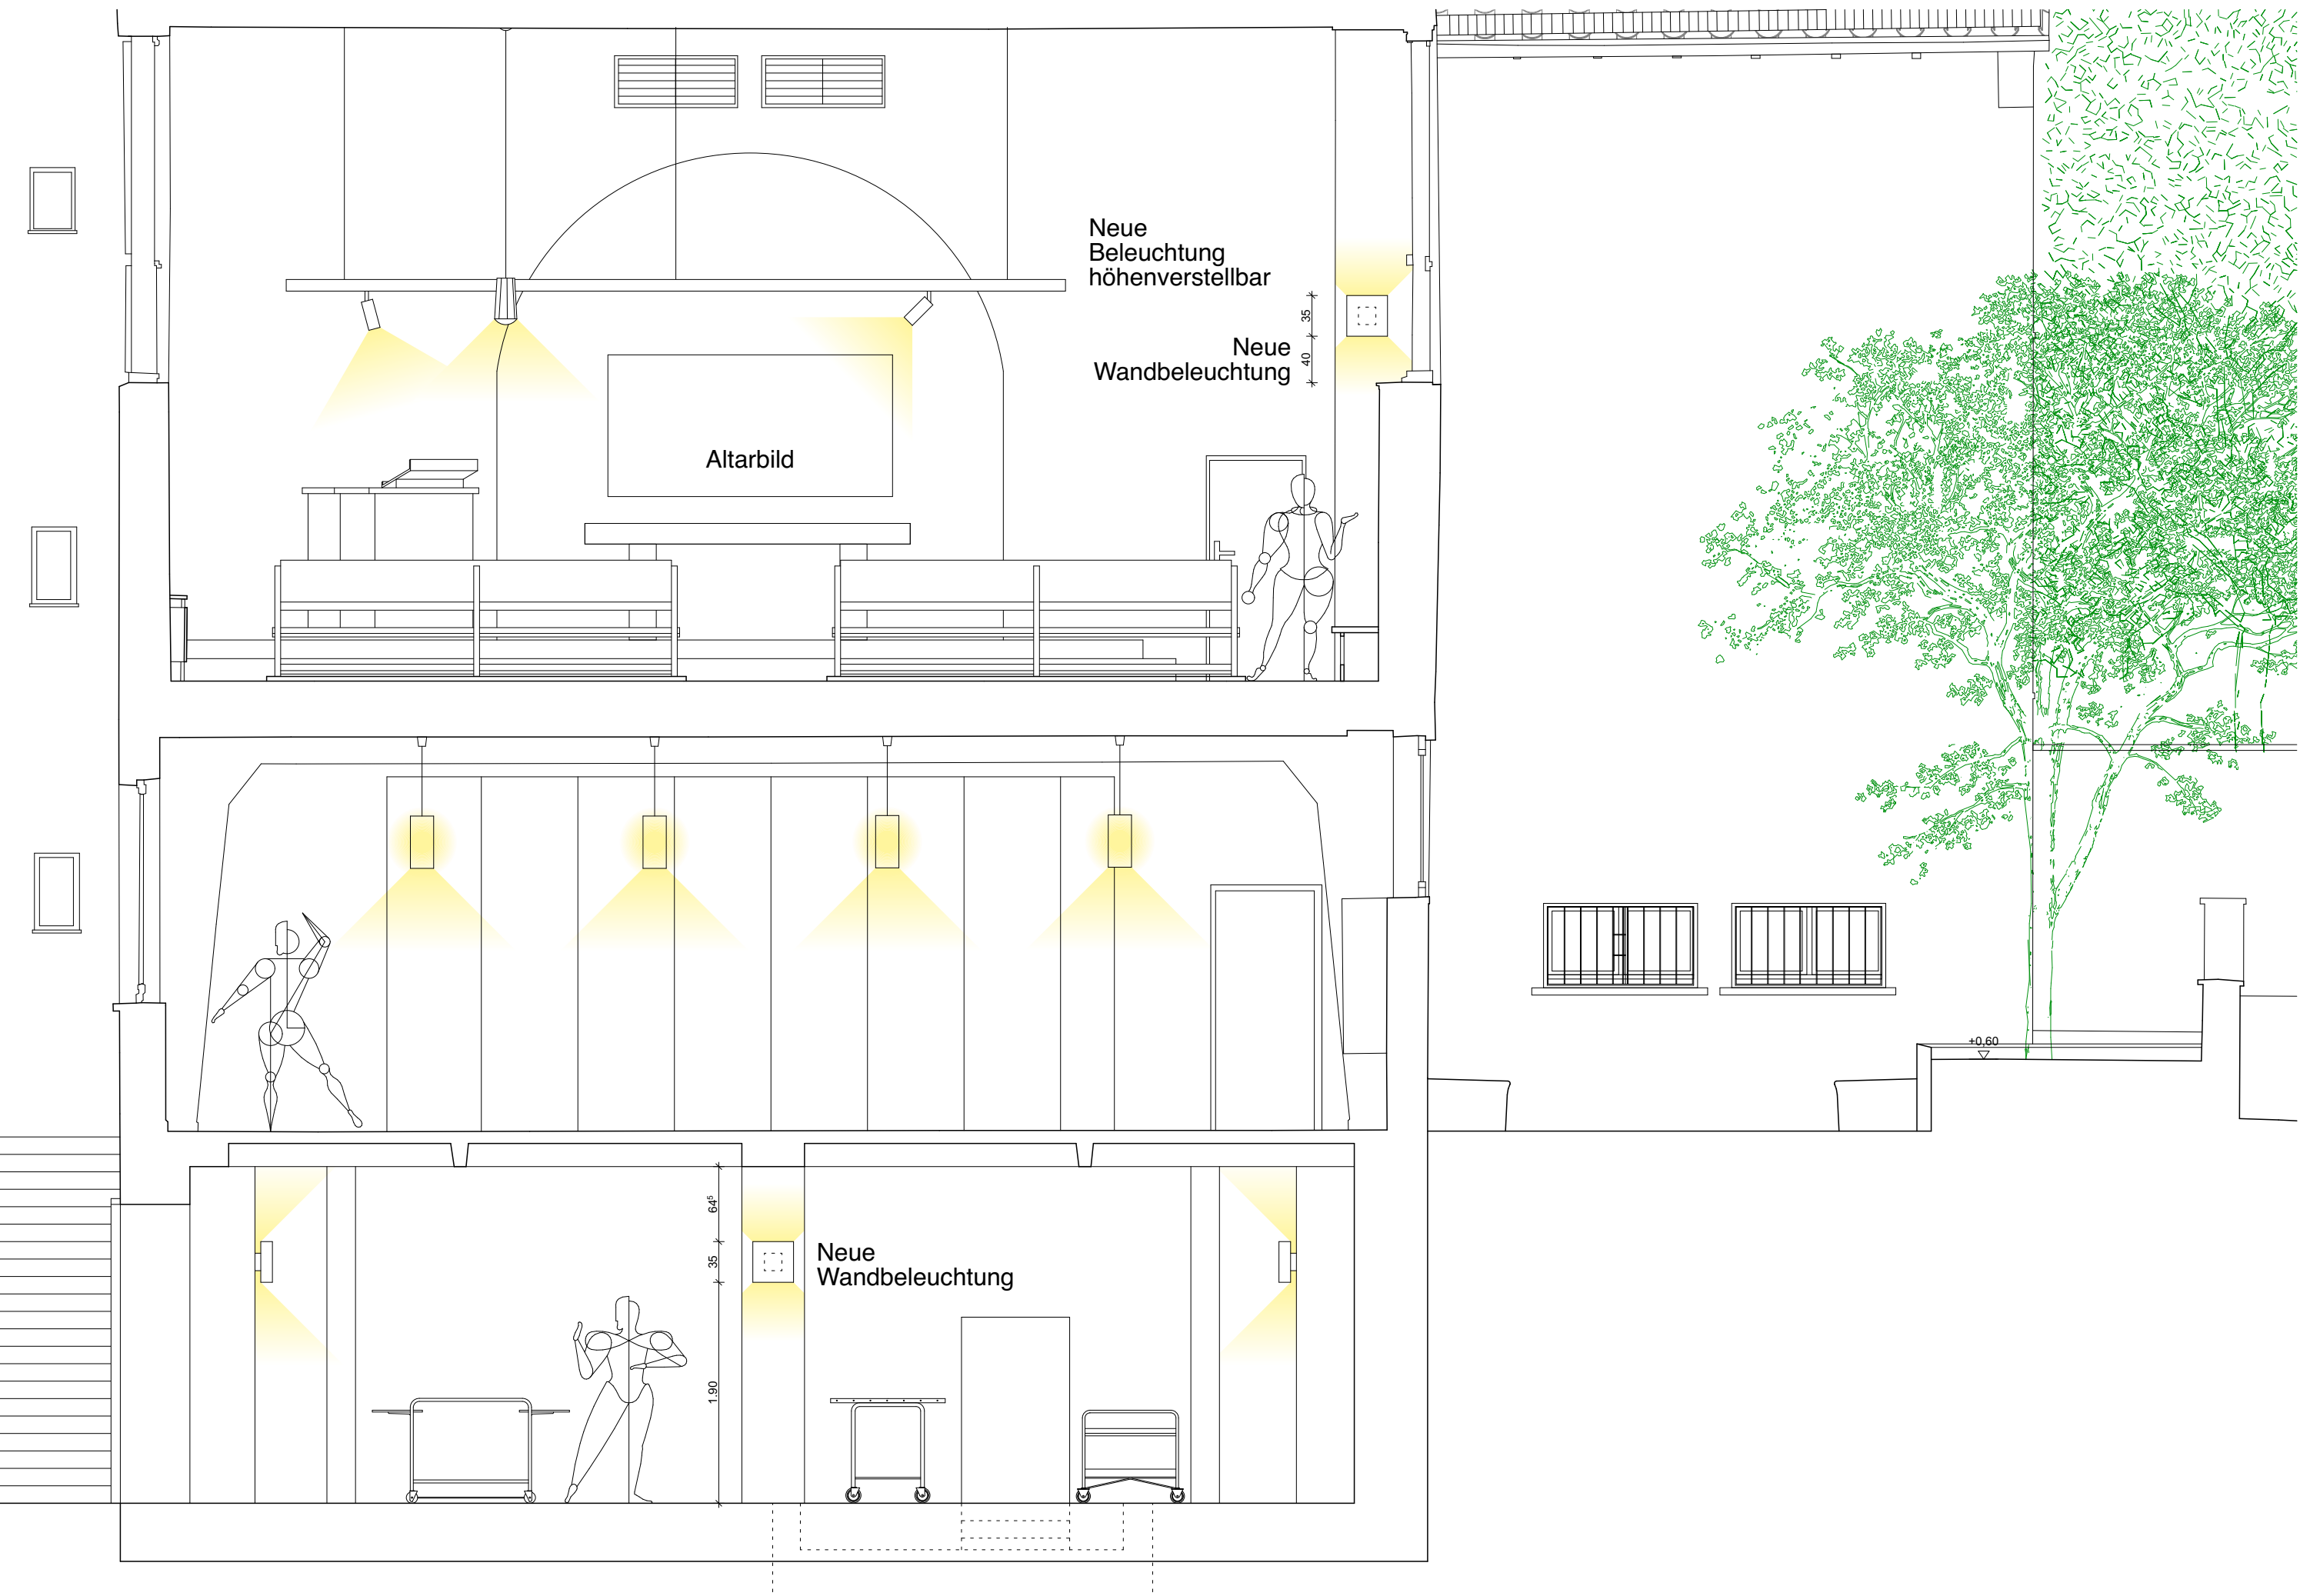 Neue
Beleuchtung
höhenverstellbar
35
Neue
Wandbeleuchtung
40
Altarbild
+0,60
64⁵
35
Neue
Wandbeleuchtung
1.90